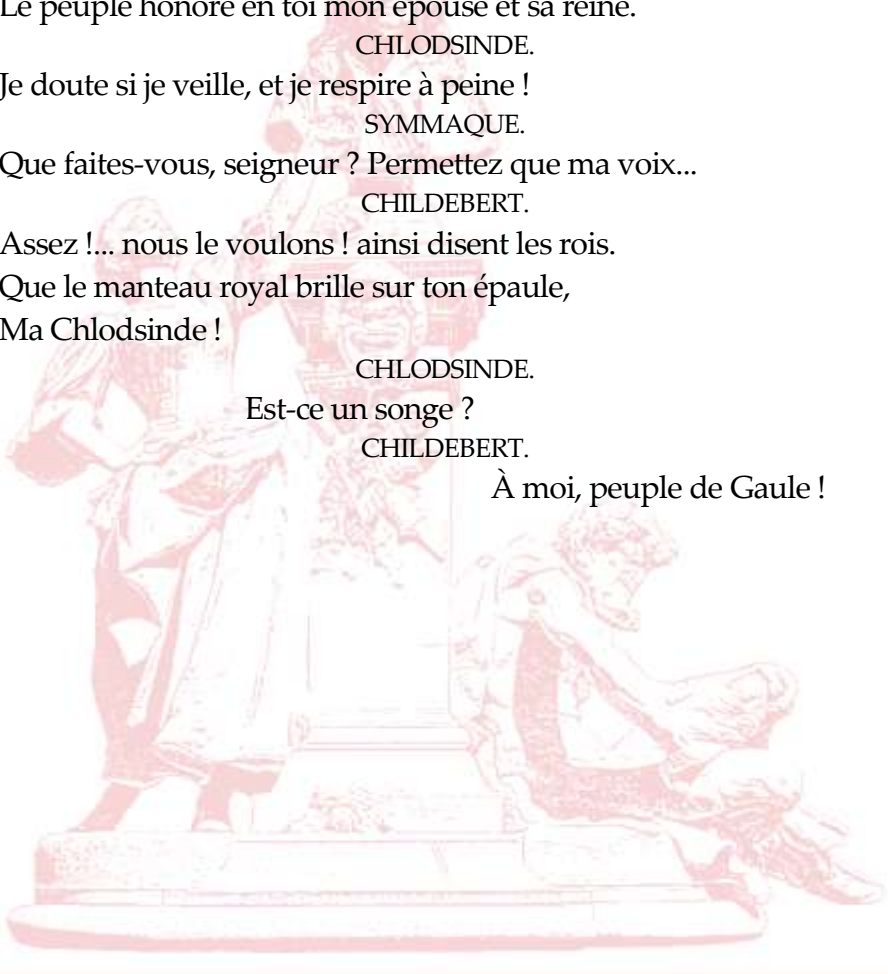 Le peuple honore en toi mon épouse et sa reine.
CHLODSINDE.
Je doute si je veille, et je respire à peine !
SYMMAQUE.
Que faites-vous, seigneur ? Permettez que ma voix...
CHILDEBERT.
Assez !... nous le voulons ! ainsi disent les rois.
Que le manteau royal brille sur ton épaule,
Ma Chlodsinde !
CHLODSINDE.
Est-ce un songe ?
CHILDEBERT.
À moi, peuple de Gaule !